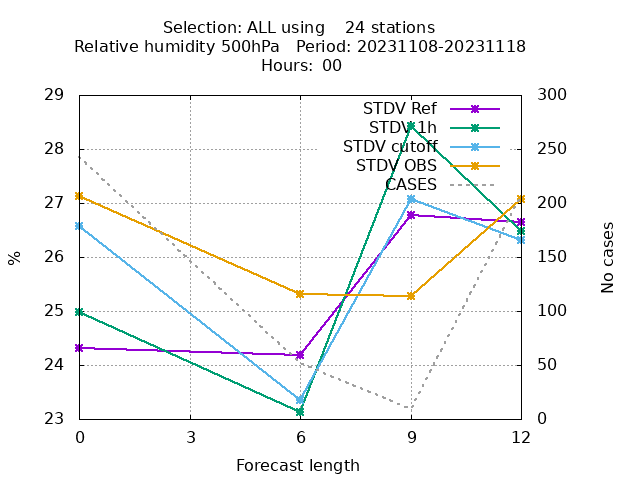 Selection: ALL using    24 stations
Relative humidity 500hPa   Period: 20231108-20231118
Hours: 00
29
28
27
26
25
24
23
300
250
200
150
100
50
0
STDV Ref
STDV 1h
STDV cutoff
STDV OBS
CASES
%
No cases
0 3 6 9 12
Forecast length